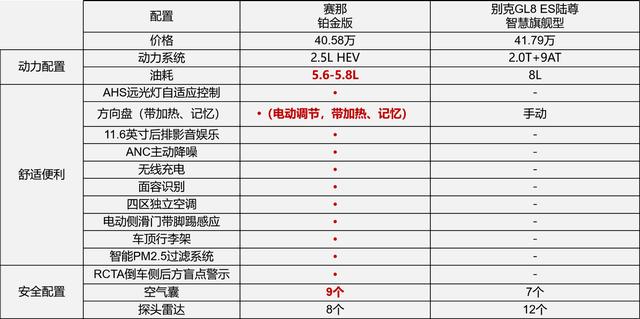 配置 赛那 铂金版 别克GL8 ES陆尊 智慧旗舰型
价格 40.58万 41.79万
动力配置 动力系统 2.5L HEV 2.0T+9AT
油耗 5.6-5.8L 8L
舒适便利 AHS远光灯自适应控制 • -
方向盘（带加热、记忆） •（电动调节，带加热、记忆） 手动
11.6英寸后排影音娱乐 • -
ANC主动降噪 • -
无线充电 • -
面容识别 • -
四区独立空调 • -
电动侧滑门带脚踢感应 • -
车顶行李架 • -
智能PM2.5过滤系统 • -
安全配置 RCTA倒车侧后方盲点警示 • -
空气囊 9个 7个
探头雷达 8个 12个